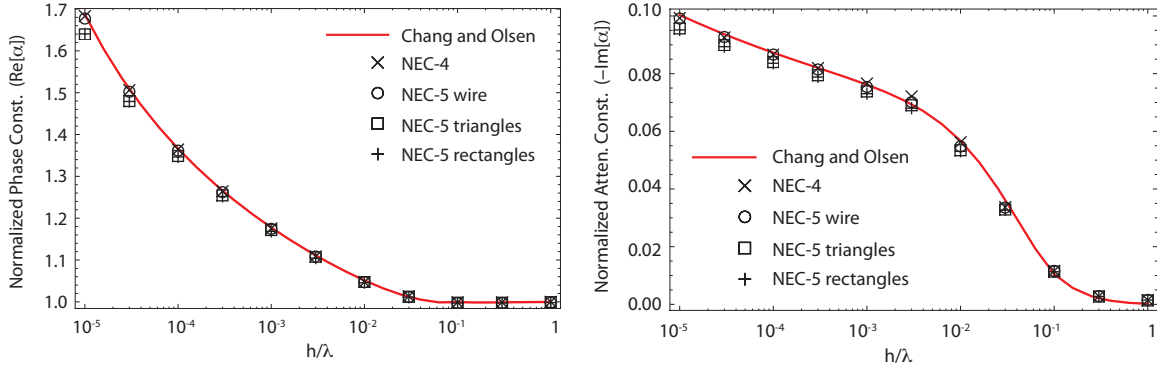 Normalized Phase Const. (Re[α])
1.7
1.6
1.5
1.4
1.3
1.2
1.1
1.0
10⁻⁵
10⁻⁴
10⁻³
10⁻²
10⁻¹
1
h/λ
Chang and Olsen
NEC-4
NEC-5 wire
NEC-5 triangles
NEC-5 rectangles
Normalized Atten. Const. (−Im[α])
0.10
0.08
0.06
0.04
0.02
0.00
10⁻⁵
10⁻⁴
10⁻³
10⁻²
10⁻¹
1
h/λ
Chang and Olsen
NEC-4
NEC-5 wire
NEC-5 triangles
NEC-5 rectangles